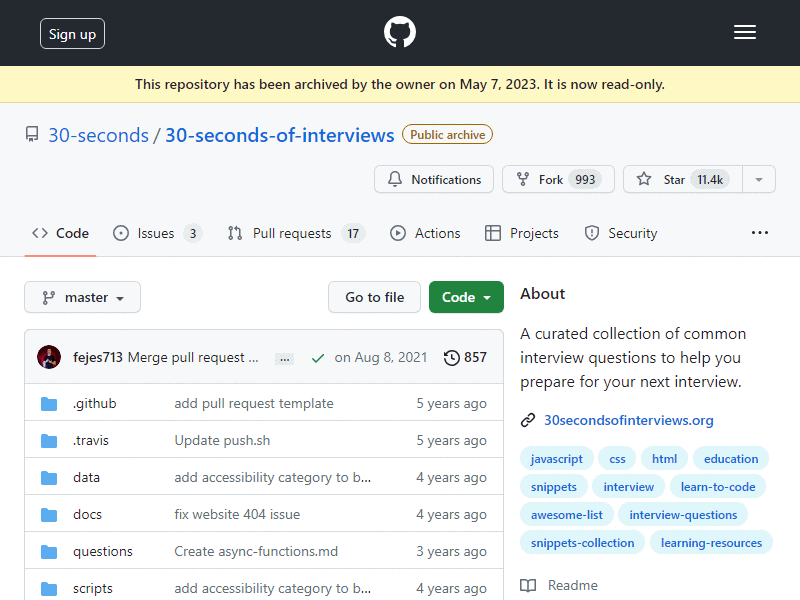 Sign up
This repository has been archived by the owner on May 7, 2023. It is now read-only.
30-seconds / 30-seconds-of-interviews Public archive
Notifications Fork 993 Star 11.4k
Code Issues 3 Pull requests 17 Actions Projects Security ...
master Go to file Code
fejes713 Merge pull request ... ... on Aug 8, 2021 857
.github add pull request template 5 years ago
.travis Update push.sh 5 years ago
data add accessibility category to b... 4 years ago
docs fix website 404 issue 4 years ago
questions Create async-functions.md 3 years ago
scripts add accessibility category to b... 4 years ago
About
A curated collection of common
interview questions to help you
prepare for your next interview.
30secondsofinterviews.org
javascript css html education
snippets interview learn-to-code
awesome-list interview-questions
snippets-collection learning-resources
Readme